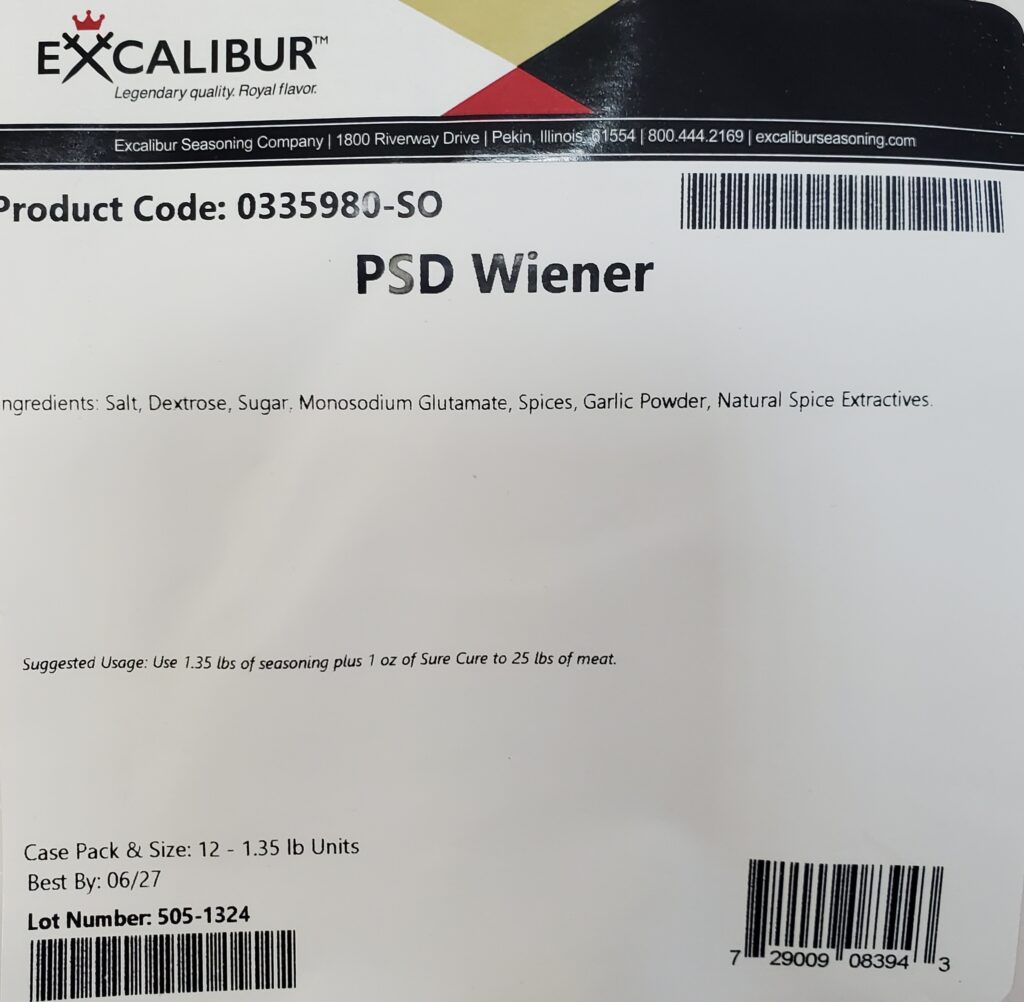 EXCALIBUR™
Legendary quality. Royal flavor.
Excalibur Seasoning Company | 1800 Riverway Drive | Pekin, Illinois 61554 | 800.444.2169 | excaliburseasoning.com
Product Code: 0335980-SO
PSD Wiener
ngredients: Salt, Dextrose, Sugar, Monosodium Glutamate, Spices, Garlic Powder, Natural Spice Extractives.
Suggested Usage: Use 1.35 lbs of seasoning plus 1 oz of Sure Cure to 25 lbs of meat.
Case Pack & Size: 12 - 1.35 lb Units
Best By: 06/27
Lot Number: 505-1324
7 29009 08394 3